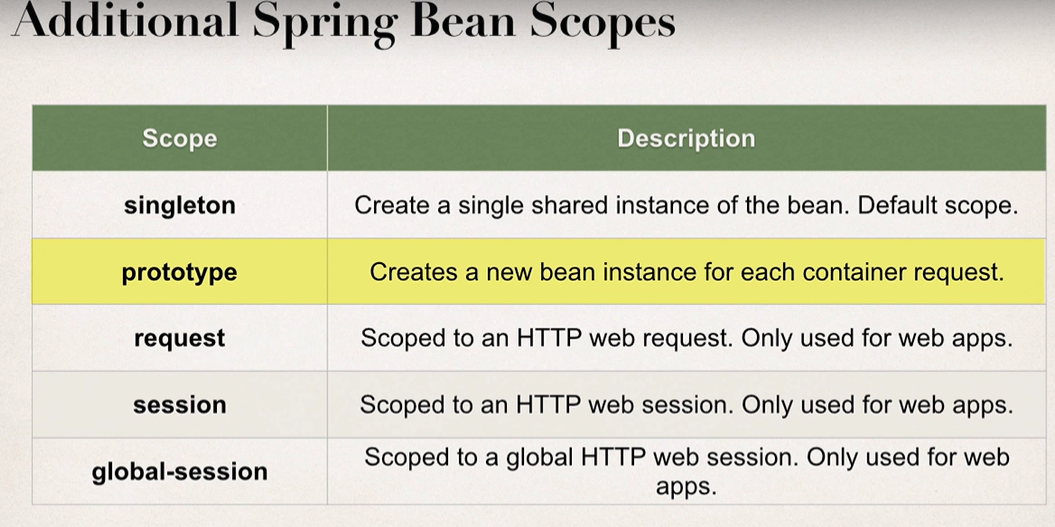 Additional Spring Bean Scopes
Scope Description
singleton Create a single shared instance of the bean. Default scope.
prototype Creates a new bean instance for each container request.
request Scoped to an HTTP web request. Only used for web apps.
session Scoped to an HTTP web session. Only used for web apps.
global-session Scoped to a global HTTP web session. Only used for web
apps.